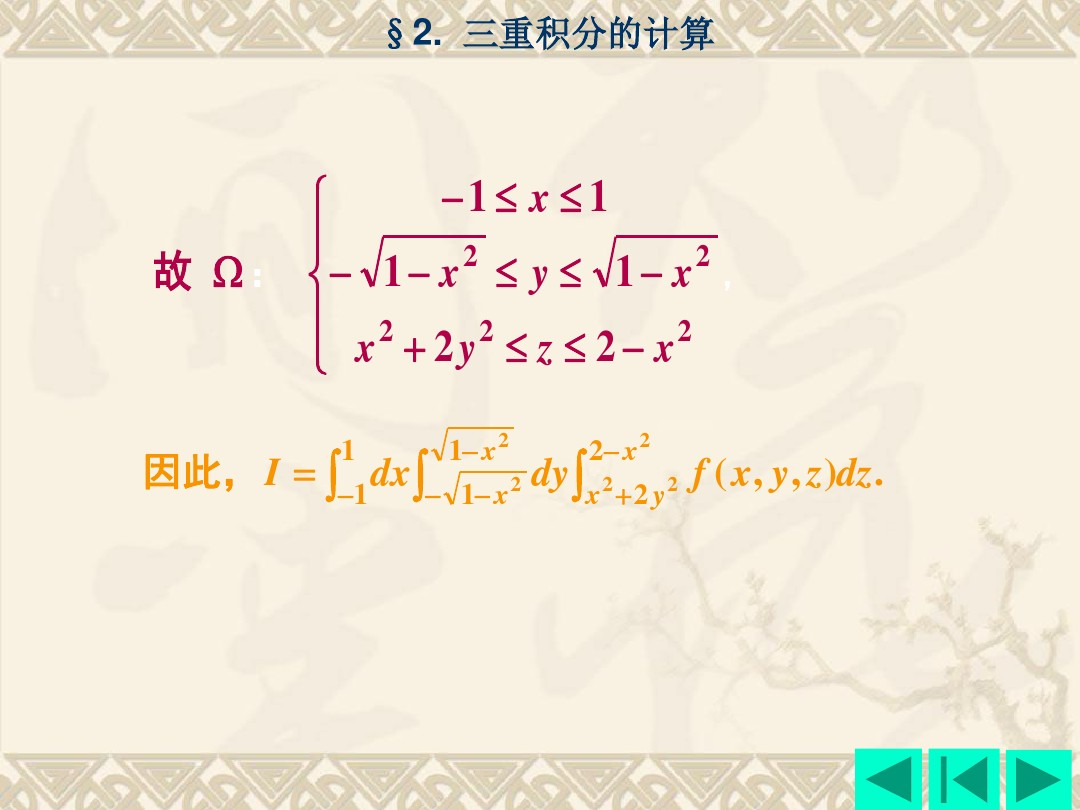 §2. 三重积分的计算
−1 ≤ x ≤ 1
故 Ω： { −√(1−x²) ≤ y ≤ √(1−x²) ,
x² + 2y² ≤ z ≤ 2 − x²
因此，I = ∫_{−1}^{1} dx ∫_{−√(1−x²)}^{√(1−x²)} dy ∫_{x²+2y²}^{2−x²} f(x, y, z)dz.